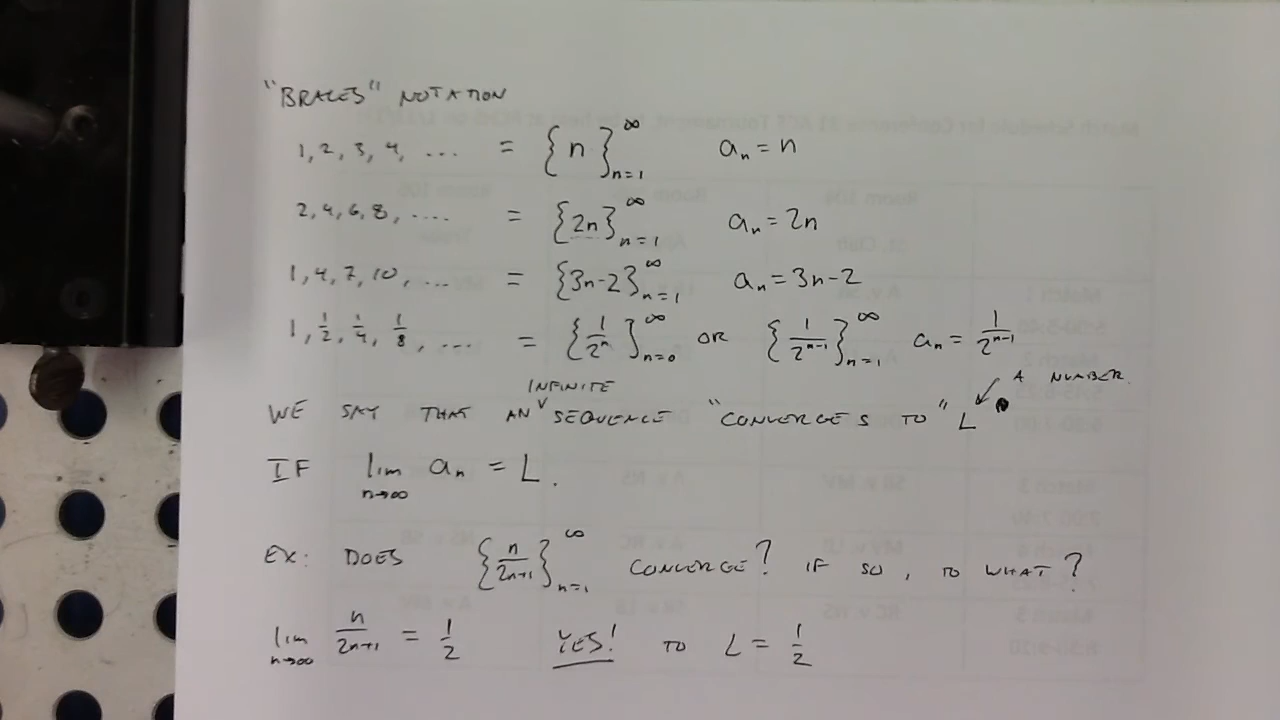 "BRACES" NOTATION
1, 2, 3, 4, ... = {n}_{n=1}^∞ a_n = n
2, 4, 6, 8, .... = {2n}_{n=1}^∞ a_n = 2n
1, 4, 7, 10, ... = {3n-2}_{n=1}^∞ a_n = 3n-2
1, 1/2, 1/4, 1/8, ... = {1/2^n}_{n=0}^∞ OR {1/2^{n-1}}_{n=1}^∞ a_n = 1/2^{n-1}
INFINITE
A NUMBER.
WE SAY THAT AN ˅ SEQUENCE "CONVERGES TO" L
IF lim_{n→∞} a_n = L.
EX: DOES {n/2n+1}_{n=1}^∞ CONVERGE? IF SO, TO WHAT?
lim_{n→∞} n/2n+1 = 1/2 YES! TO L = 1/2